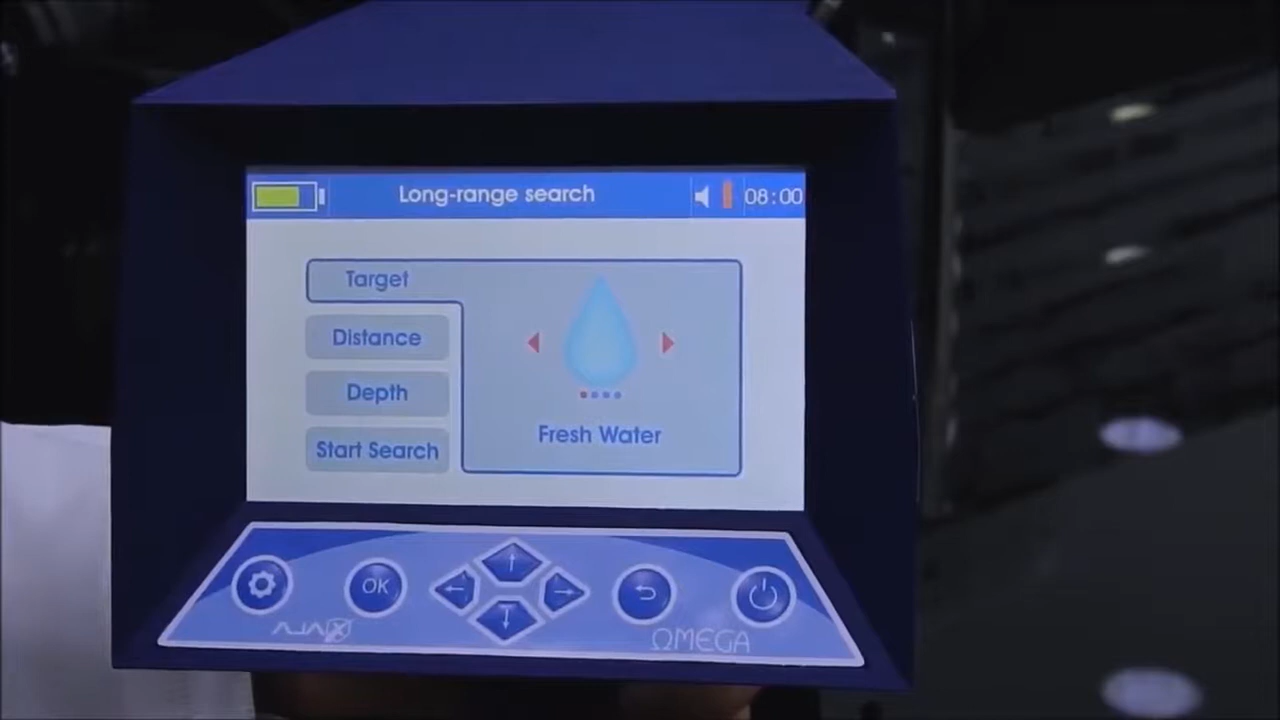 Long-range search
08:00
Target
Distance
Depth
Start Search
Fresh Water
OK
AJAX
ΩMEGA